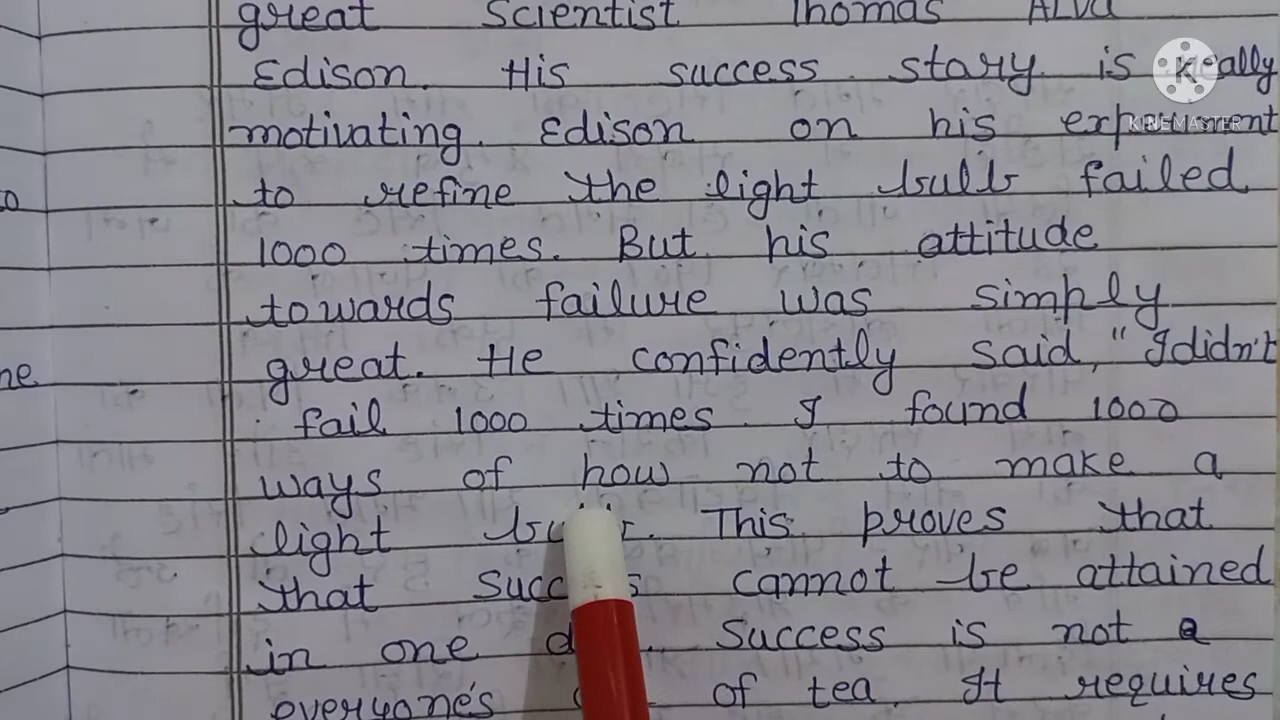 great Scientist Thomas Alva
Edison. His success story is really
motivating. Edison on his experiment
to refine the light bulb failed
1000 times. But his attitude
towards failure was simply
great. He confidently said, "I didn't
fail 1000 times I found 1000
ways of how not to make a
light bulb. This proves that
that success cannot be attained
in one Success is not a
everyone's of tea. It requires
KINEMASTER